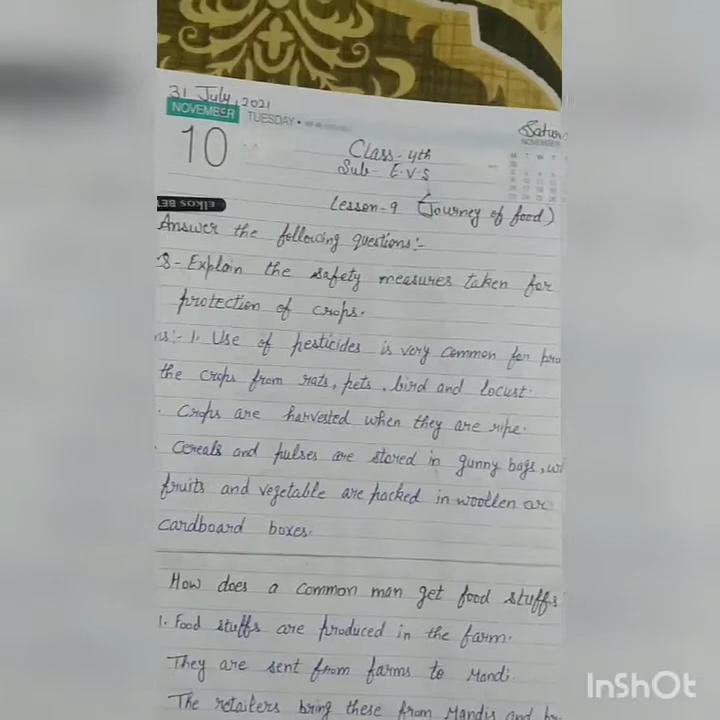 31 July, 2021
NOVEMBER TUESDAY
10
Class - 4th
Sub - E.V.S
Lesson - 9 (Journey of food)
Answer the following questions:-
Explain the safety measures taken for
protection of crops.
1. Use of pesticides is very common for
the crops from rats, pets, bird and locust.
Crops are harvested when they are ripe.
Cereals and pulses are stored in gunny bags,
fruits and vegetable are packed in woollen or
cardboard boxes.
How does a common man get food stuffs
1. Food stuffs are produced in the farm.
They are sent from farms to Mandi.
The retailers bring these from Mandis and
InShOt